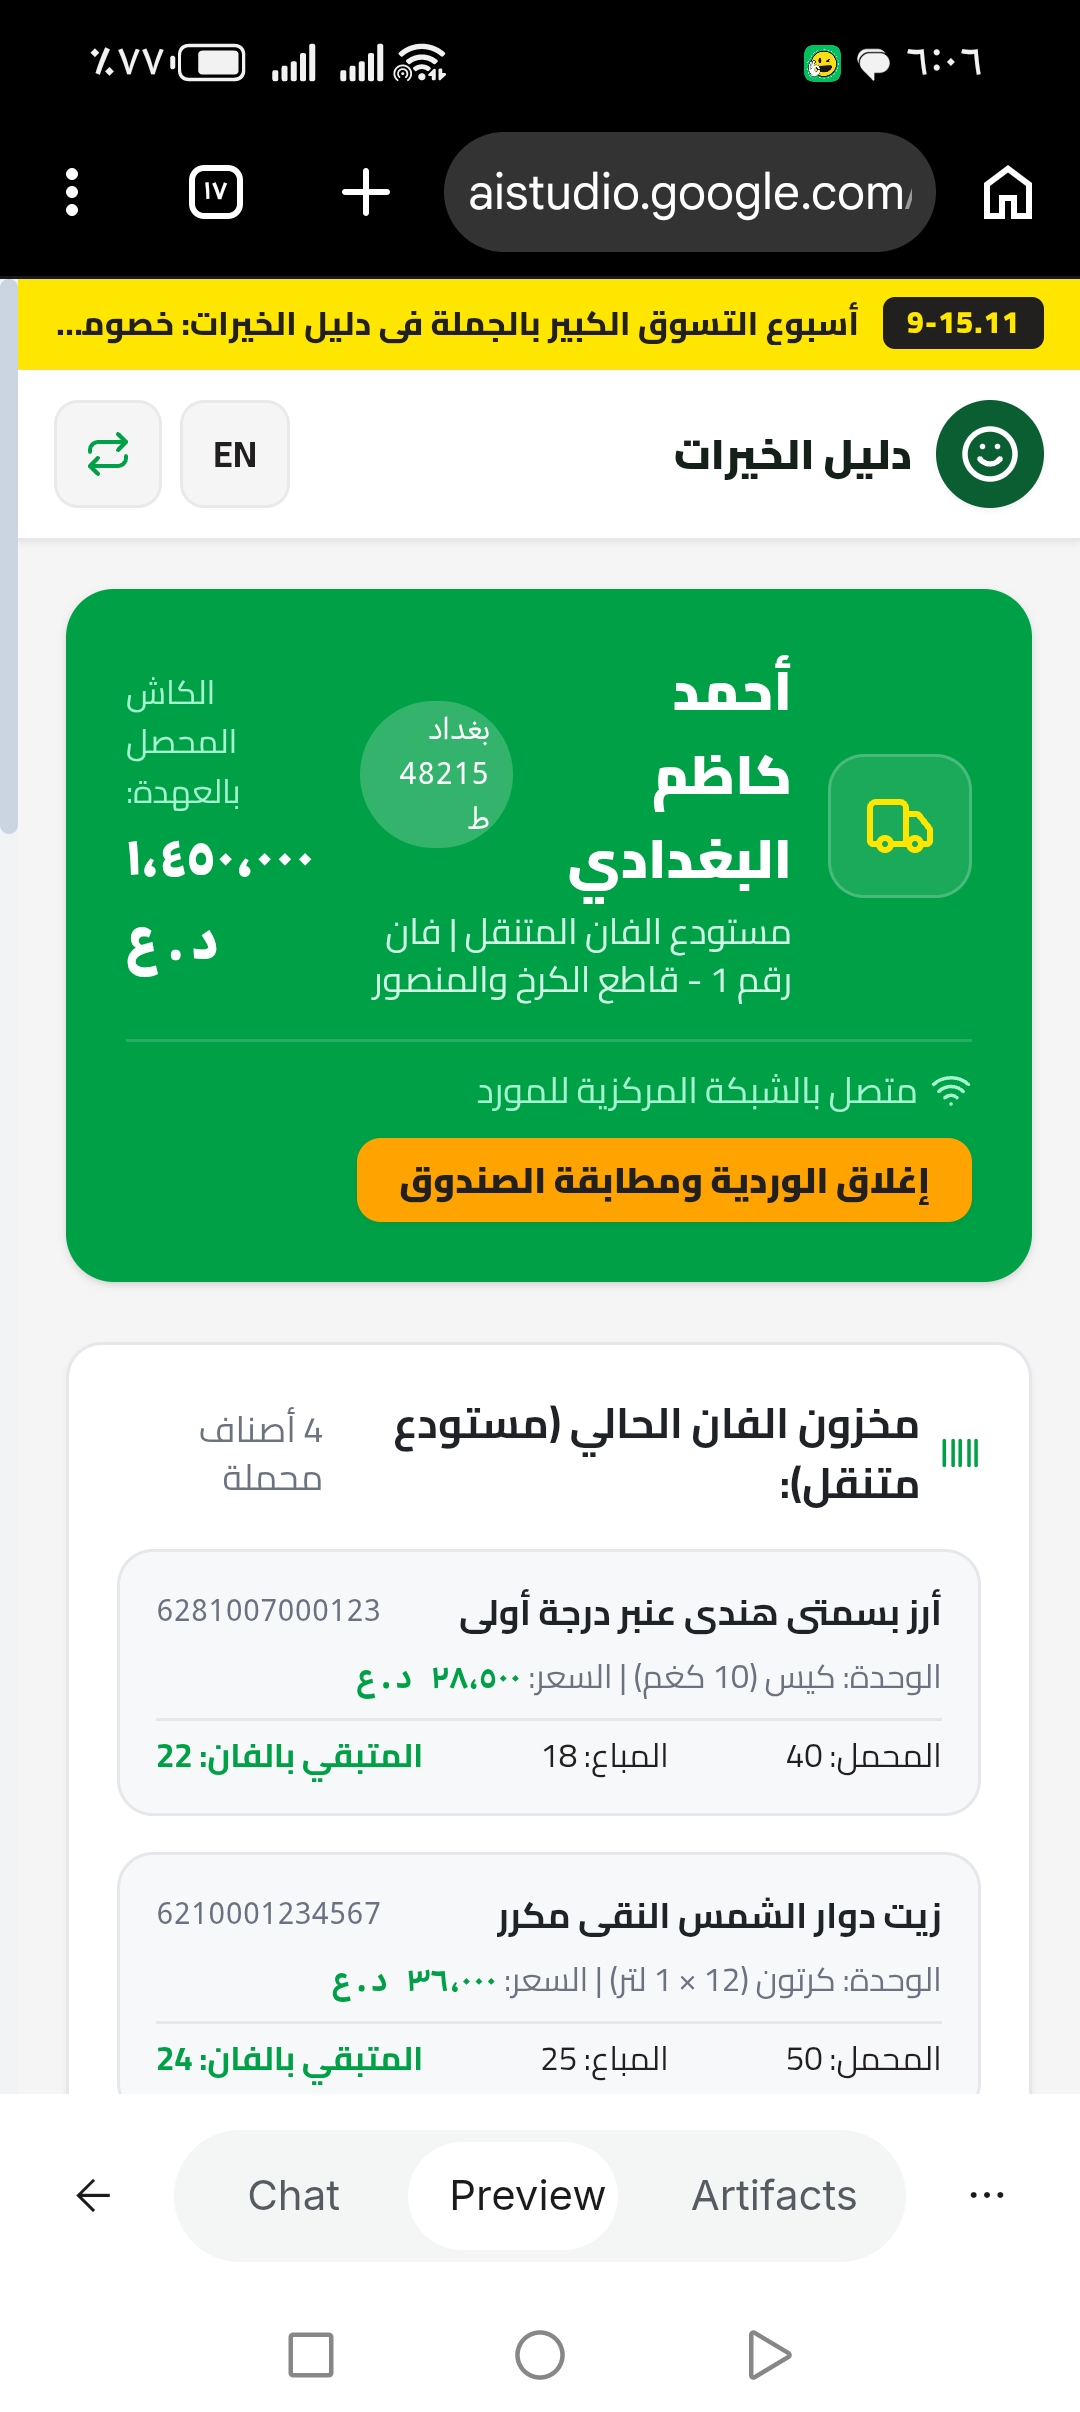 ٦:٠٦
٪٧٧
١٧
aistudio.google.com/
9-15.11 أسبوع التسوق الكبير بالجملة في دليل الخيرات: خصومـ...
دليل الخيرات
EN
أحمد
كاظم
البغدادي
بغداد
48215
ط
مستودع الفان المتنقل | فان
رقم 1 - قاطع الكرخ والمنصور
الكاش
المحصل
بالعهدة:
١،٤٥٠،٠٠٠
د.ع
متصل بالشبكة المركزية للمورد
إغلاق الوردية ومطابقة الصندوق
مخزون الفان الحالي (مستودع
متنقل):
4 أصناف
محملة
أرز بسمتي هندي عنبر درجة أولى 6281007000123
الوحدة: كيس (10 كغم) | السعر: ٢٨،٥٠٠ د.ع
المحمل: 40 المباع: 18 المتبقي بالفان: 22
زيت دوار الشمس النقي مكرر 6210001234567
الوحدة: كرتون (12 × 1 لتر) | السعر: ٣٦،٠٠٠ د.ع
المحمل: 50 المباع: 25 المتبقي بالفان: 24
Chat Preview Artifacts